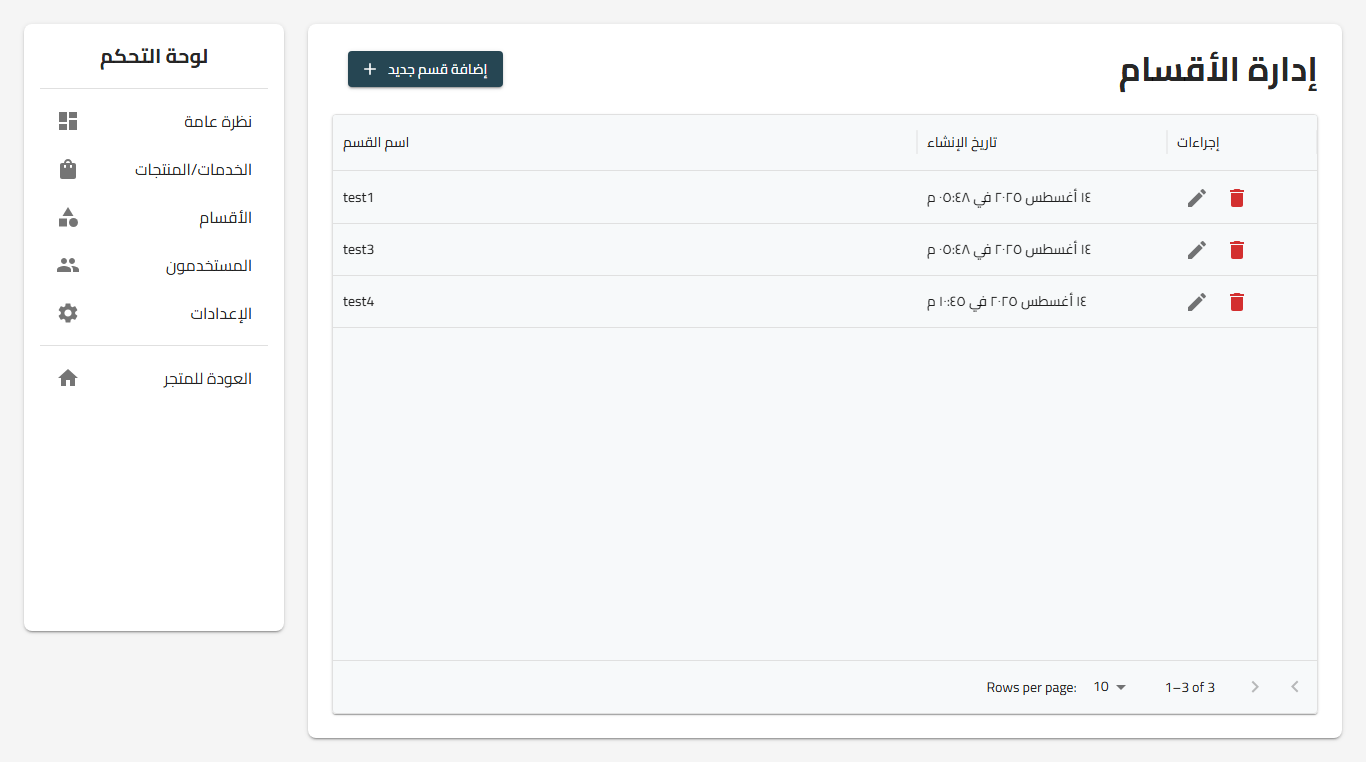 لوحة التحكم
نظرة عامة
الخدمات/المنتجات
الأقسام
المستخدمون
الإعدادات
العودة للمتجر
إدارة الأقسام
إضافة قسم جديد
اسم القسم تاريخ الإنشاء إجراءات
test1 ١٤ أغسطس ٢٠٢٥ في ٠٥:٤٨ م
test3 ١٤ أغسطس ٢٠٢٥ في ٠٥:٤٨ م
test4 ١٤ أغسطس ٢٠٢٥ في ١٠:٤٥ م
Rows per page: 10 1–3 of 3